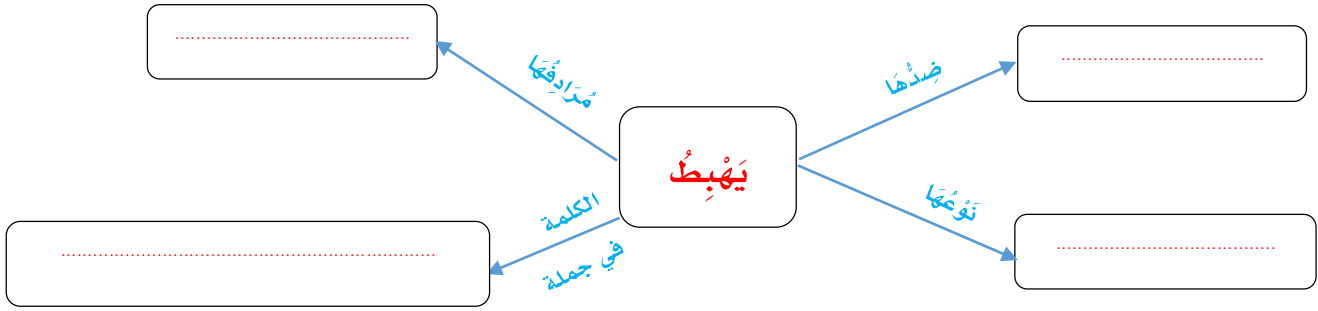 ضِدُّهَا
مُرَادِفُهَا
يَهْبِطُ
نَوْعُهَا
الكلمة
في جملة